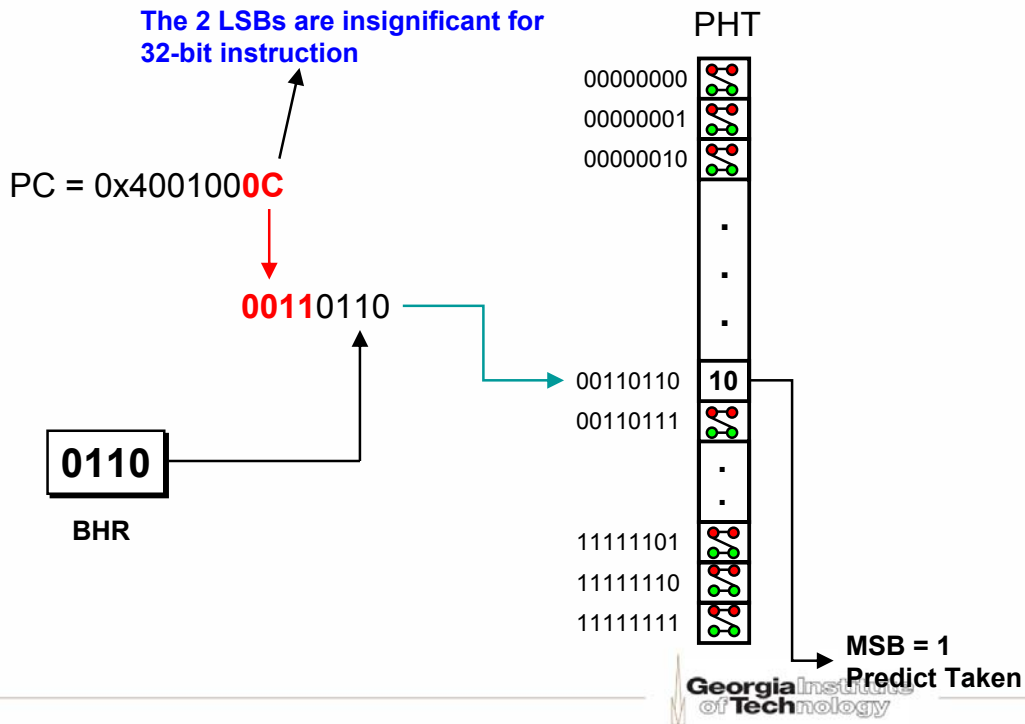 The 2 LSBs are insignificant for
32-bit instruction
PHT
00000000
00000001
00000010
PC = 0x4001000C
00110110
.
.
.
00110110 10
00110111
0110
BHR
.
.
11111101
11111110
11111111
MSB = 1
Predict Taken
Georgia Institute
of Technology